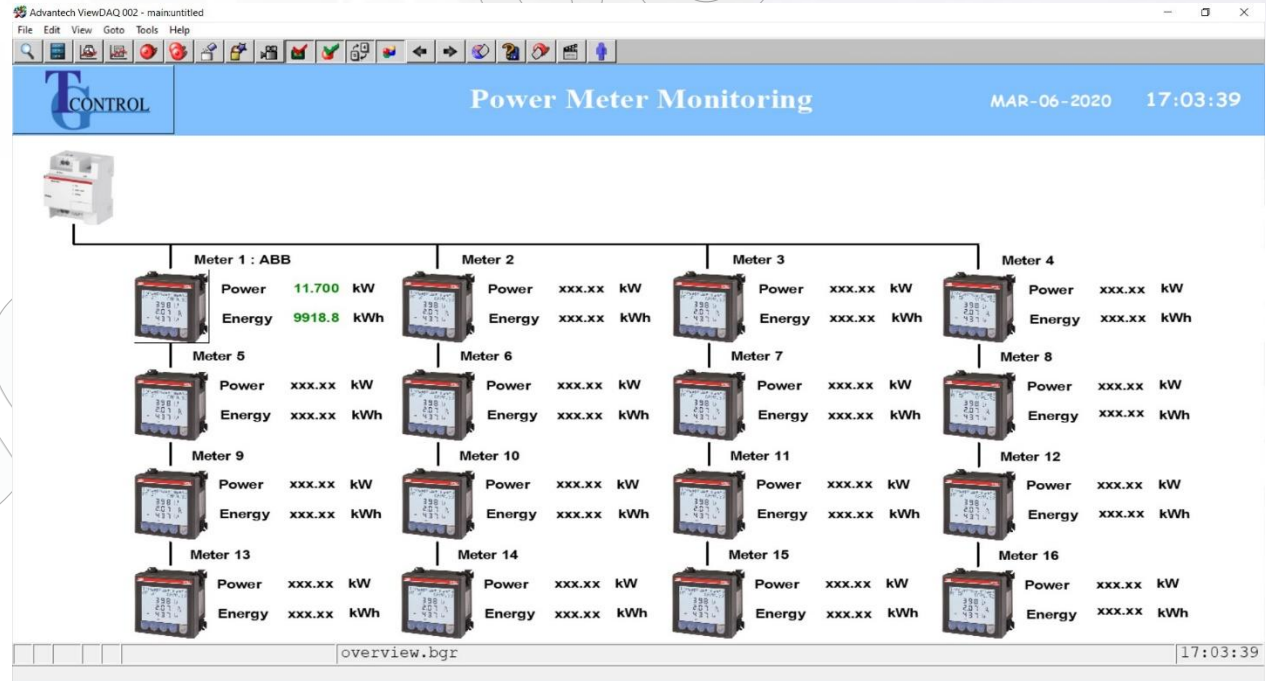 Advantech ViewDAQ 002 - main:untitled
File Edit View Goto Tools Help
TG CONTROL
Power Meter Monitoring
MAR-06-2020 17:03:39
Meter 1 : ABB
Power 11.700 kW
Energy 9918.8 kWh
Meter 2
Power xxx.xx kW
Energy xxx.xx kWh
Meter 3
Power xxx.xx kW
Energy xxx.xx kWh
Meter 4
Power xxx.xx kW
Energy xxx.xx kWh
Meter 5
Power xxx.xx kW
Energy xxx.xx kWh
Meter 6
Power xxx.xx kW
Energy xxx.xx kWh
Meter 7
Power xxx.xx kW
Energy xxx.xx kWh
Meter 8
Power xxx.xx kW
Energy xxx.xx kWh
Meter 9
Power xxx.xx kW
Energy xxx.xx kWh
Meter 10
Power xxx.xx kW
Energy xxx.xx kWh
Meter 11
Power xxx.xx kW
Energy xxx.xx kWh
Meter 12
Power xxx.xx kW
Energy xxx.xx kWh
Meter 13
Power xxx.xx kW
Energy xxx.xx kWh
Meter 14
Power xxx.xx kW
Energy xxx.xx kWh
Meter 15
Power xxx.xx kW
Energy xxx.xx kWh
Meter 16
Power xxx.xx kW
Energy xxx.xx kWh
overview.bgr
17:03:39